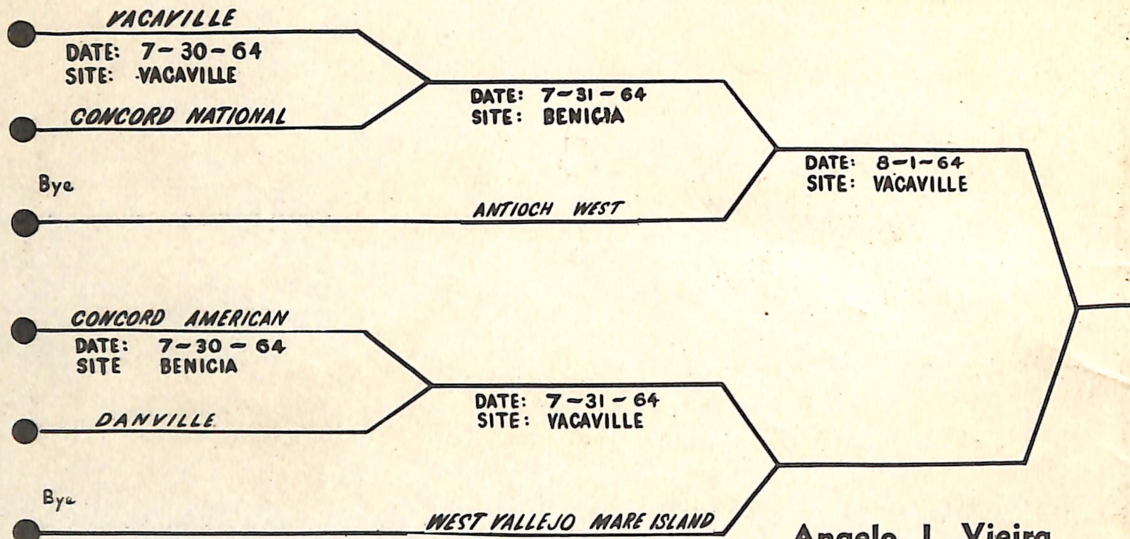 VACAVILLE
DATE: 7-30-64
SITE: VACAVILLE
CONCORD NATIONAL
DATE: 7-31-64
SITE: BENICIA
Bye
ANTIOCH WEST
DATE: 8-1-64
SITE: VACAVILLE
CONCORD AMERICAN
DATE: 7-30-64
SITE BENICIA
DANVILLE
DATE: 7-31-64
SITE: VACAVILLE
Bye
WEST VALLEJO MARE ISLAND
Angelo J. Vieira